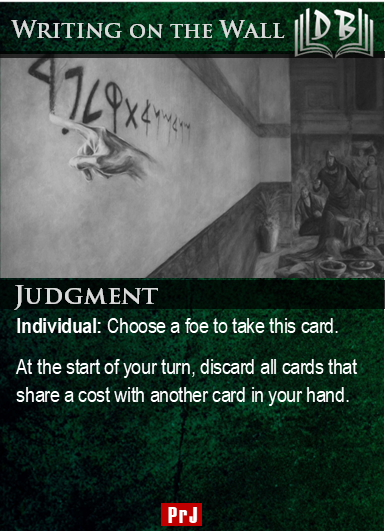 WRITING ON THE WALL
DB
JUDGMENT
Individual: Choose a foe to take this card.
At the start of your turn, discard all cards that
share a cost with another card in your hand.
PrJ